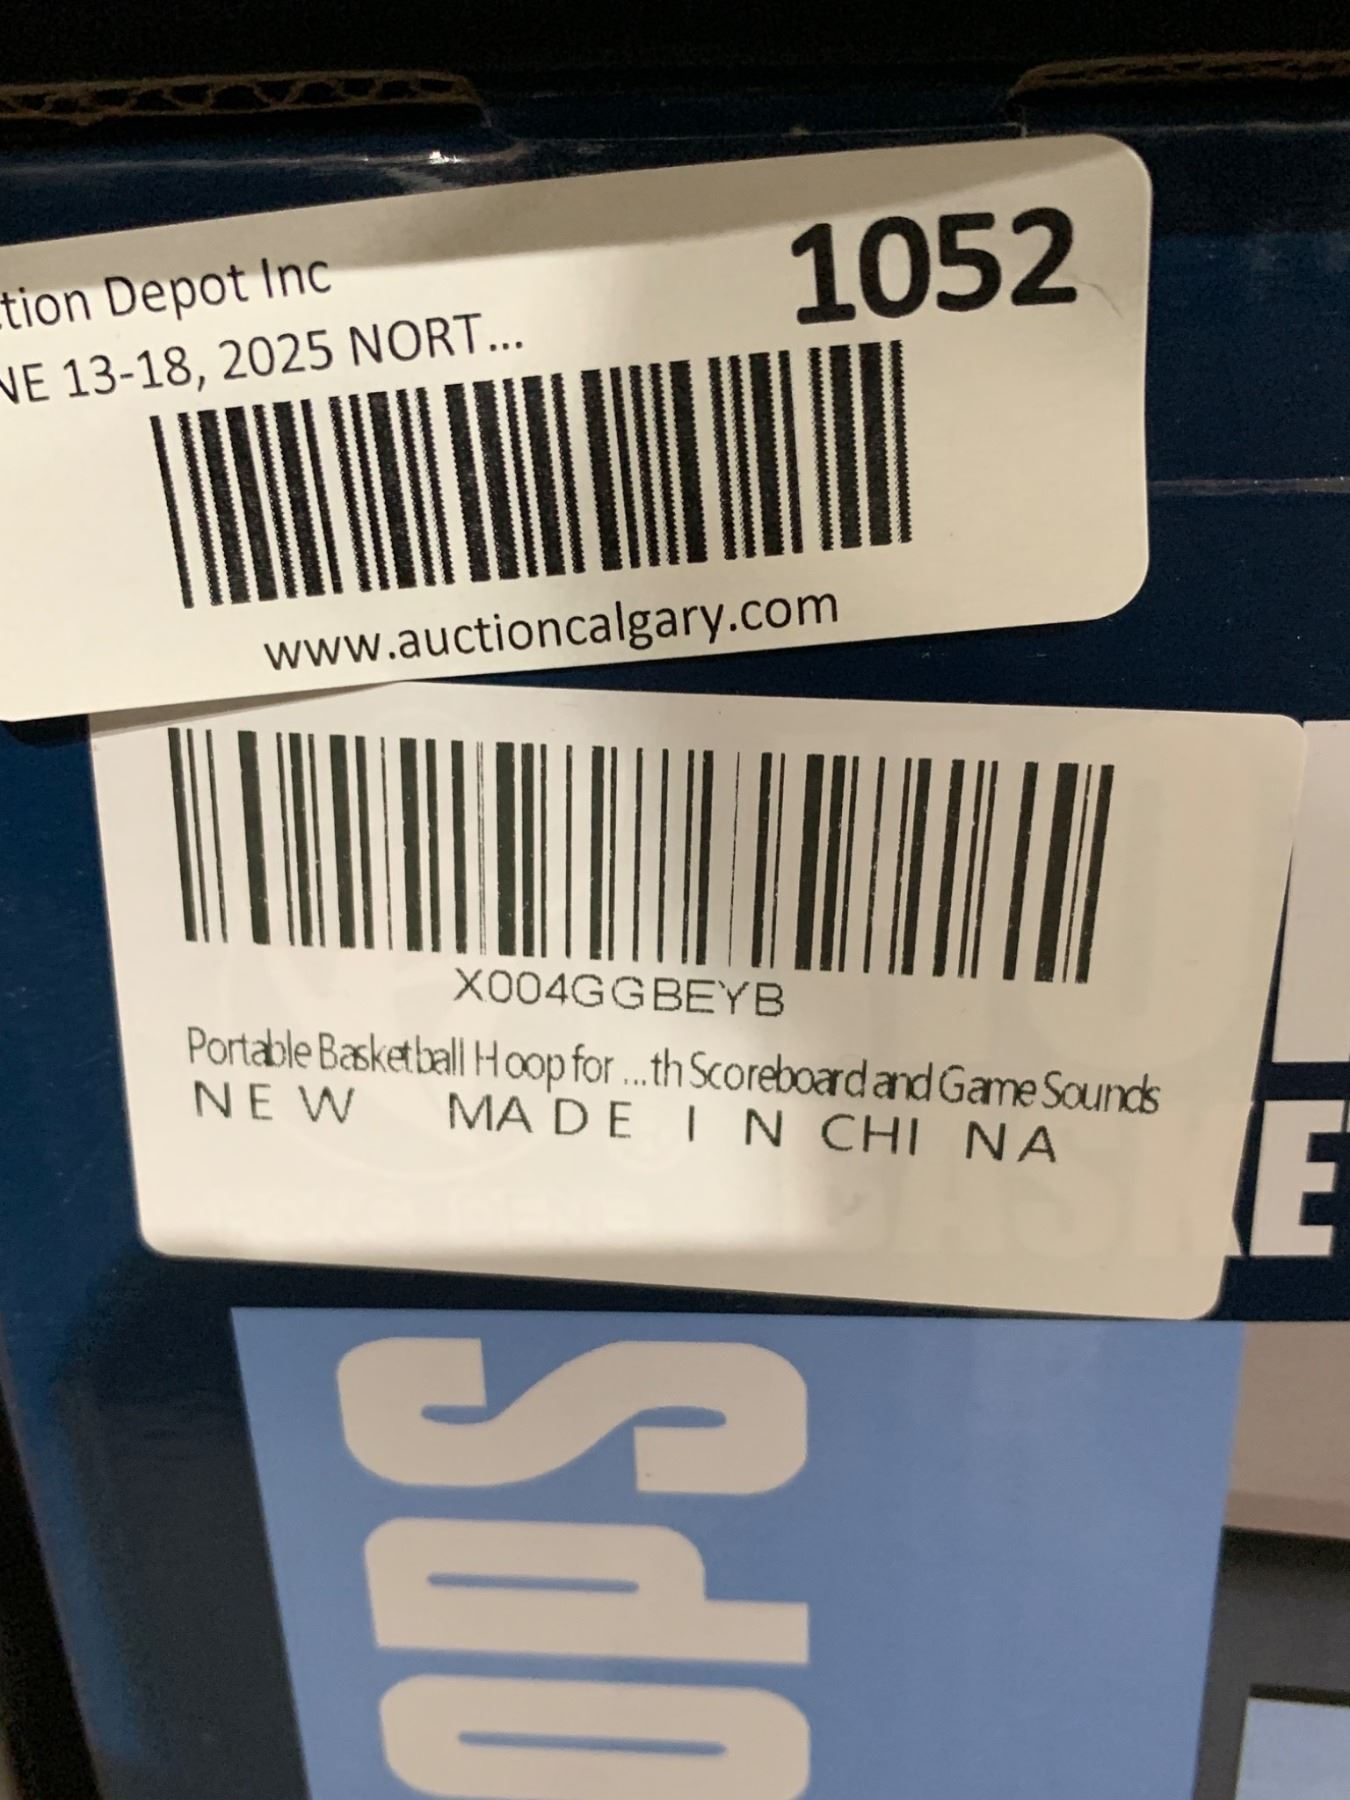 tion Depot Inc
1052
NE 13-18, 2025 NORT...
www.auctioncalgary.com
X004GGBEYB
Portable Basketball Hoop for ...th Scoreboard and Game Sounds
NEW MADE IN CHINA
KE
ops